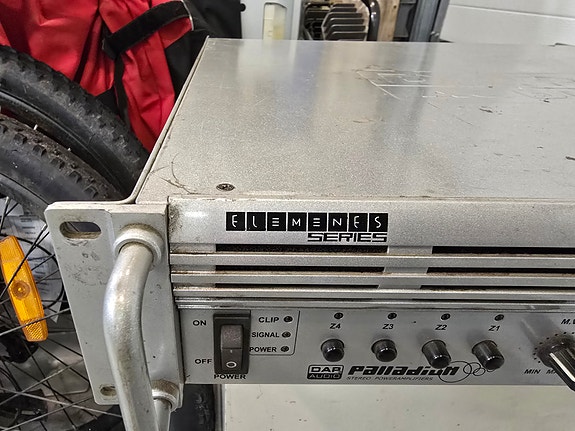 ELEMENES
SERIES
ON
OFF
POWER
CLIP
SIGNAL
POWER
Z4 Z3 Z2 Z1
DAP
AUDIO
Palladium
STEREO POWERAMPLIFIERS
MIN